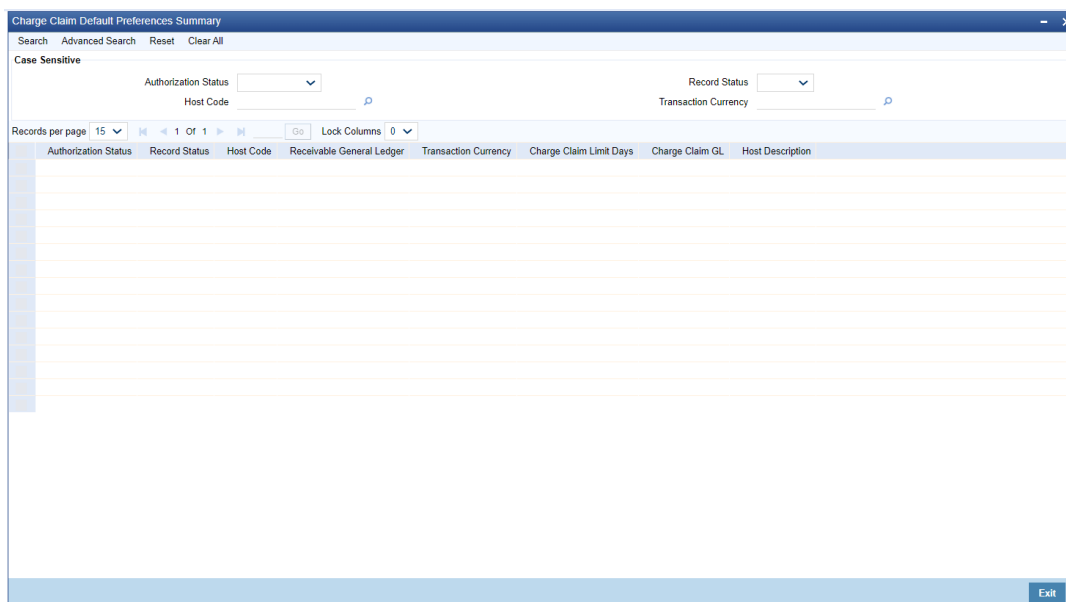 Charge Claim Default Preferences Summary
Search Advanced Search Reset Clear All
Case Sensitive
Authorization Status Record Status
Host Code Transaction Currency
Records per page 15 1 Of 1 Go Lock Columns 0
Authorization Status Record Status Host Code Receivable General Ledger Transaction Currency Charge Claim Limit Days Charge Claim GL Host Description
Exit